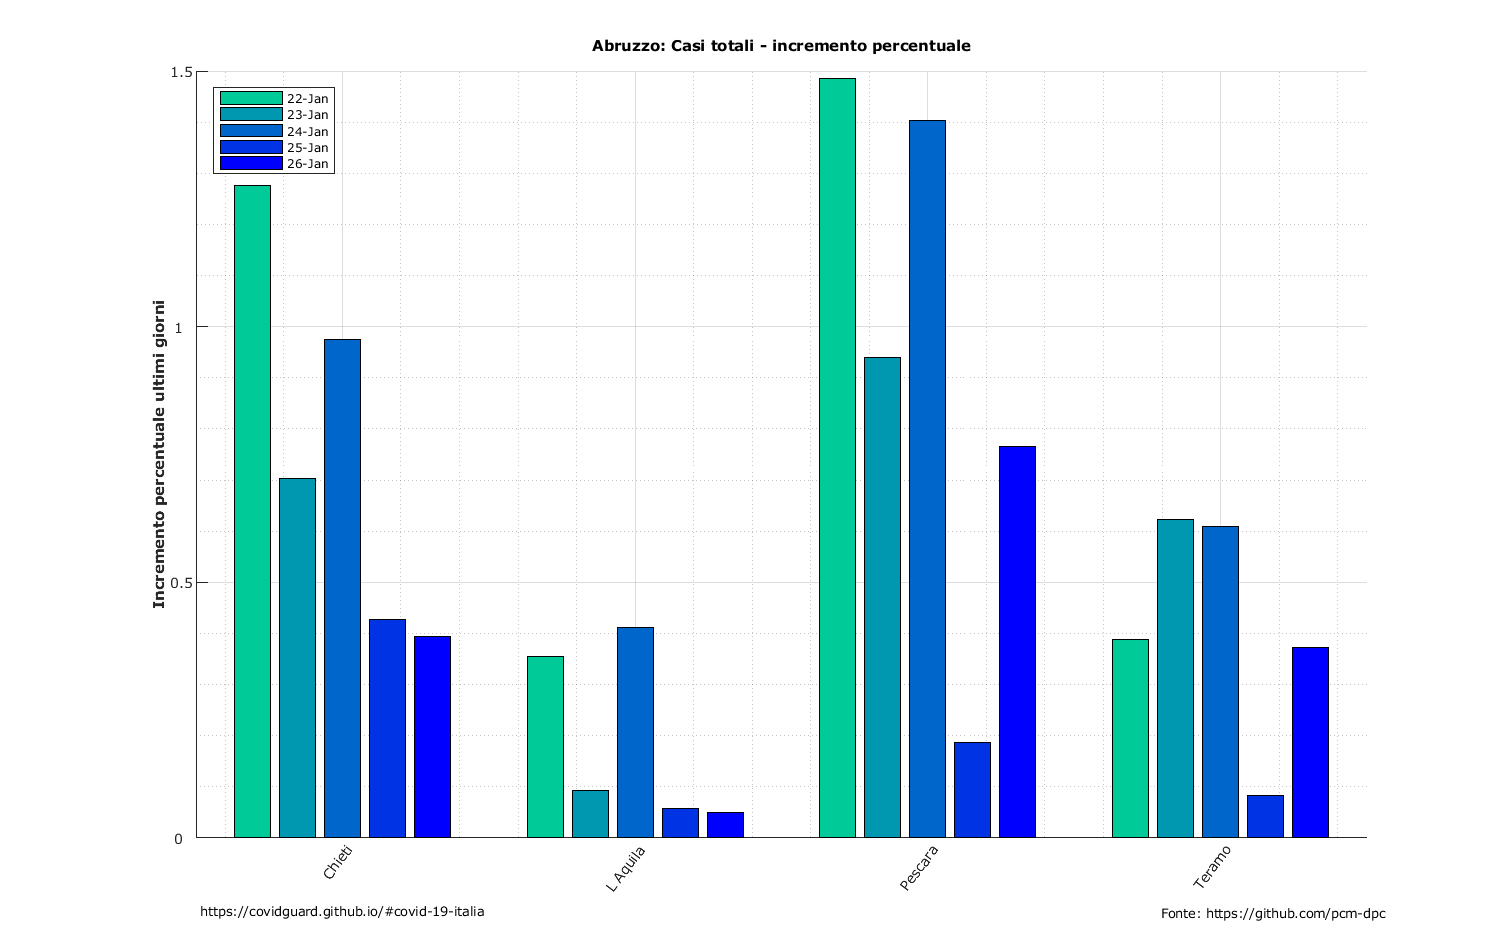 Abruzzo: Casi totali - incremento percentuale
1.5
22-Jan
23-Jan
24-Jan
25-Jan
26-Jan
1
Incremento percentuale ultimi giorni
0.5
0
Chieti
L Aquila
Pescara
Teramo
https://covidguard.github.io/#covid-19-italia
Fonte: https://github.com/pcm-dpc